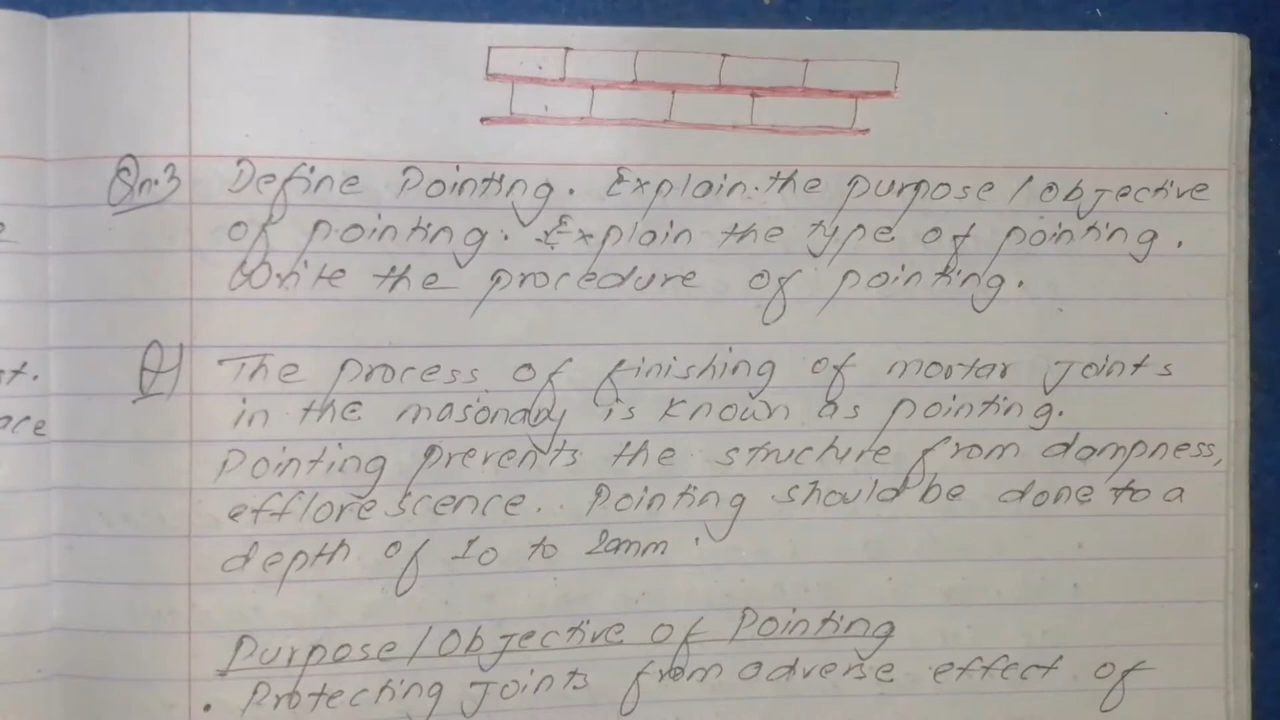 Qn.3 Define Pointing. Explain the purpose / objective
of pointing. Explain the type of pointing.
Write the procedure of pointing.
The process of finishing of mortar joints
in the masonary is known as pointing.
Pointing prevents the structure from dampness,
efflorescence. Pointing should be done to a
depth of 10 to 20mm.
Purpose / Objective of Pointing
• Protecting joints from adverse effect of
st.
ace